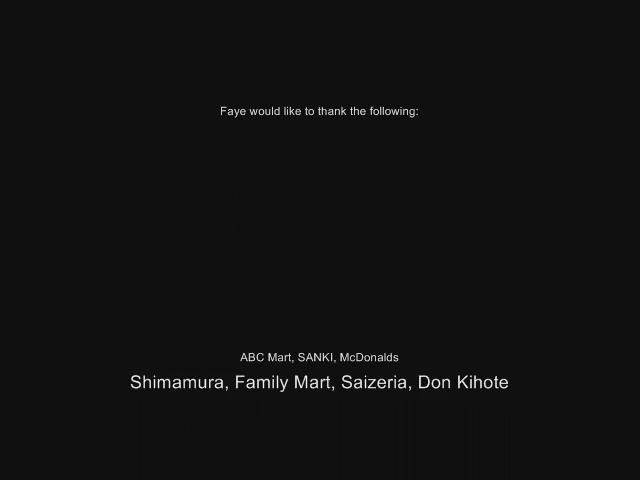 Faye would like to thank the following:
ABC Mart, SANKI, McDonalds
Shimamura, Family Mart, Saizeria, Don Kihote